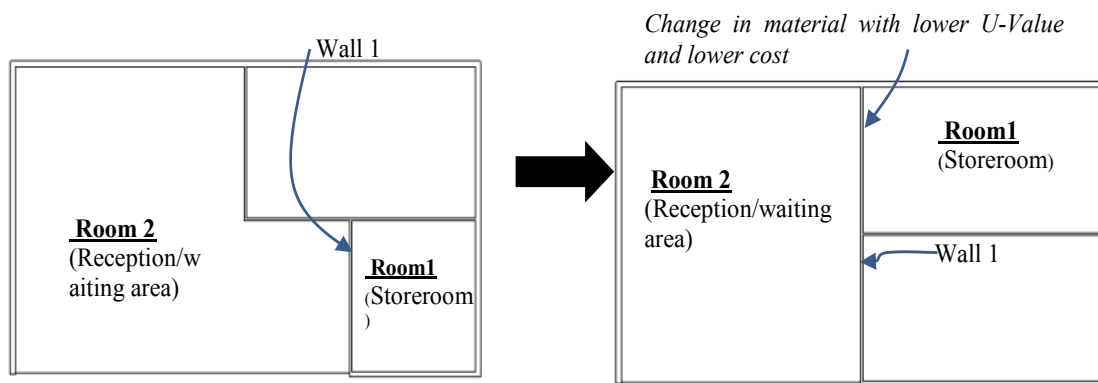 Wall 1
Room 2
(Reception/w
aiting area)
Room1
(Storeroom
)
Change in material with lower U-Value
and lower cost
Room 2
(Reception/waiting
area)
Room1
(Storeroom)
Wall 1